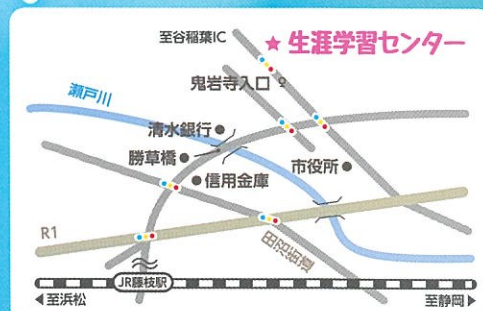 至谷稲葉IC
★ 生涯学習センター
鬼岩寺入口
瀬戸川
清水銀行
勝草橋
信用金庫
市役所
R1
田沼街道
JR藤枝駅
◀至浜松
至静岡▶